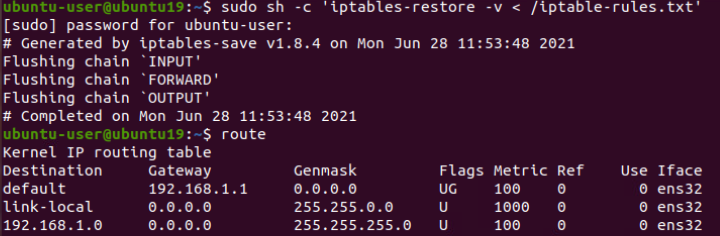 ubuntu-user@ubuntu19:~$ sudo sh -c 'iptables-restore -v < /iptable-rules.txt'
[sudo] password for ubuntu-user:
# Generated by iptables-save v1.8.4 on Mon Jun 28 11:53:48 2021
Flushing chain `INPUT'
Flushing chain `FORWARD'
Flushing chain `OUTPUT'
# Completed on Mon Jun 28 11:53:48 2021
ubuntu-user@ubuntu19:~$ route
Kernel IP routing table
Destination     Gateway         Genmask         Flags Metric Ref    Use Iface
default         192.168.1.1     0.0.0.0         UG    100    0        0 ens32
link-local      0.0.0.0         255.255.0.0     U     1000   0        0 ens32
192.168.1.0     0.0.0.0         255.255.255.0   U     100    0        0 ens32